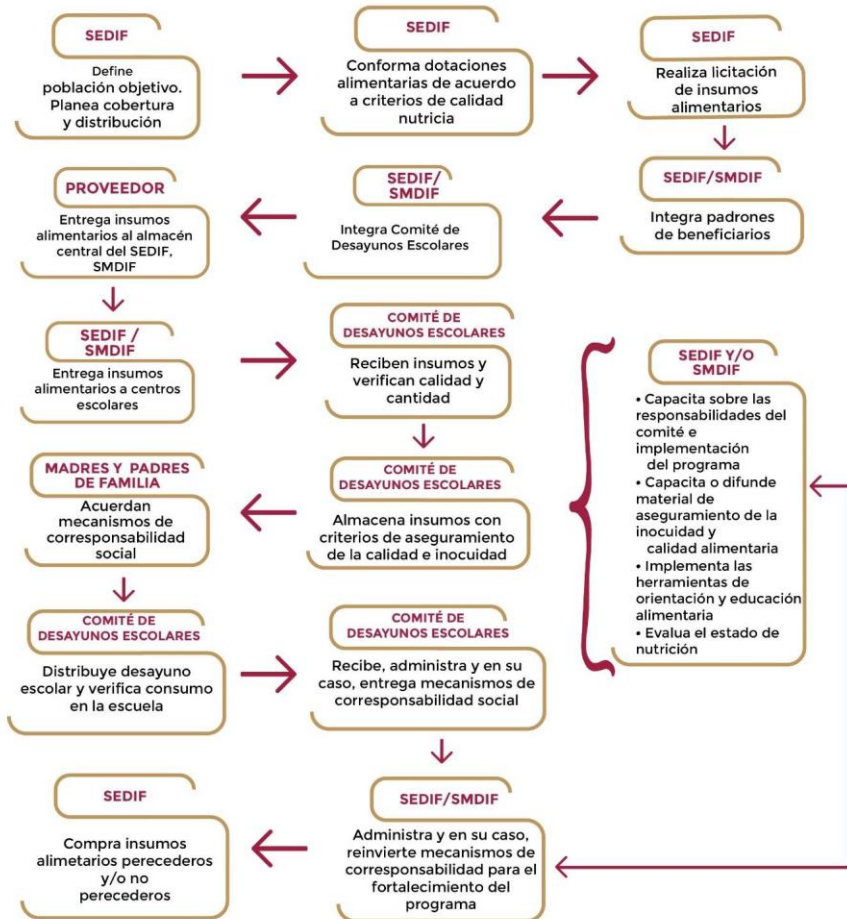 SEDIF
Define
población objetivo.
Planea cobertura
y distribución
SEDIF
Conforma dotaciones
alimentarias de acuerdo
a criterios de calidad
nutricia
SEDIF
Realiza licitación
de insumos
alimentarios
SEDIF/SMDIF
Integra padrones
de beneficiarios
SEDIF/
SMDIF
Integra Comité de
Desayunos Escolares
PROVEEDOR
Entrega insumos
alimentarios al almacén
central del SEDIF,
SMDIF
SEDIF /
SMDIF
Entrega insumos
alimentarios a centros
escolares
COMITÉ DE
DESAYUNOS ESCOLARES
Reciben insumos y
verifican calidad y
cantidad
COMITÉ DE
DESAYUNOS ESCOLARES
Almacena insumos con
criterios de aseguramiento
de la calidad e inocuidad
MADRES Y PADRES
DE FAMILIA
Acuerdan
mecanismos de
corresponsabilidad
social
COMITÉ DE
DESAYUNOS ESCOLARES
Distribuye desayuno
escolar y verifica consumo
en la escuela
COMITÉ DE
DESAYUNOS ESCOLARES
Recibe, administra y en su
caso, entrega mecanismos de
corresponsabilidad social
SEDIF Y/O
SMDIF
• Capacita sobre las
responsabilidades del
comité e
implementación
del programa
• Capacita o difunde
material de
aseguramiento de la
inocuidad y
calidad alimentaria
• Implementa las
herramientas de
orientación y educación
alimentaria
• Evalua el estado de
nutrición
SEDIF/SMDIF
Administra y en su caso,
reinvierte mecanismos de
corresponsabilidad para el
fortalecimiento del
programa
SEDIF
Compra insumos
alimetarios perecederos
y/o no
perecederos